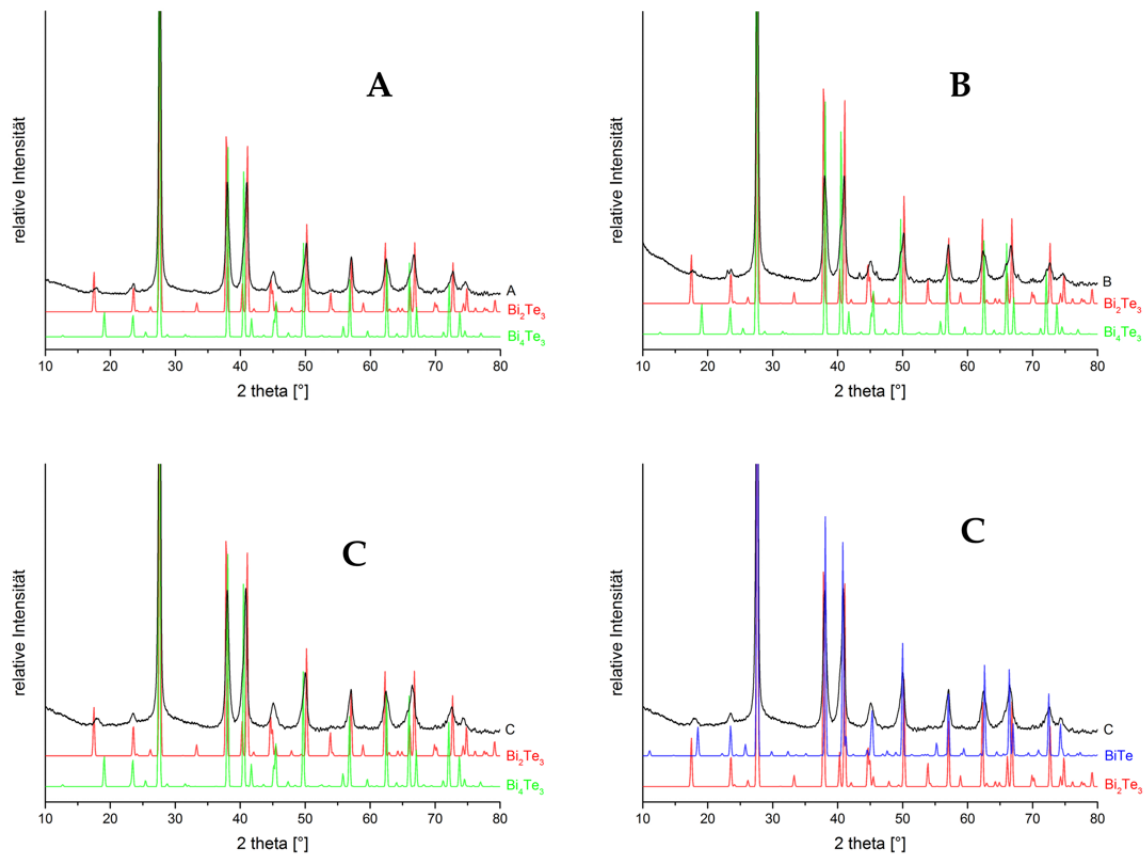 A
relative Intensität
A
Bi₂Te₃
Bi₄Te₃
10 20 30 40 50 60 70 80
2 theta [°]
B
relative Intensität
B
Bi₂Te₃
Bi₄Te₃
10 20 30 40 50 60 70 80
2 theta [°]
C
relative Intensität
C
Bi₂Te₃
Bi₄Te₃
10 20 30 40 50 60 70 80
2 theta [°]
C
relative Intensität
C
BiTe
Bi₂Te₃
10 20 30 40 50 60 70 80
2 theta [°]